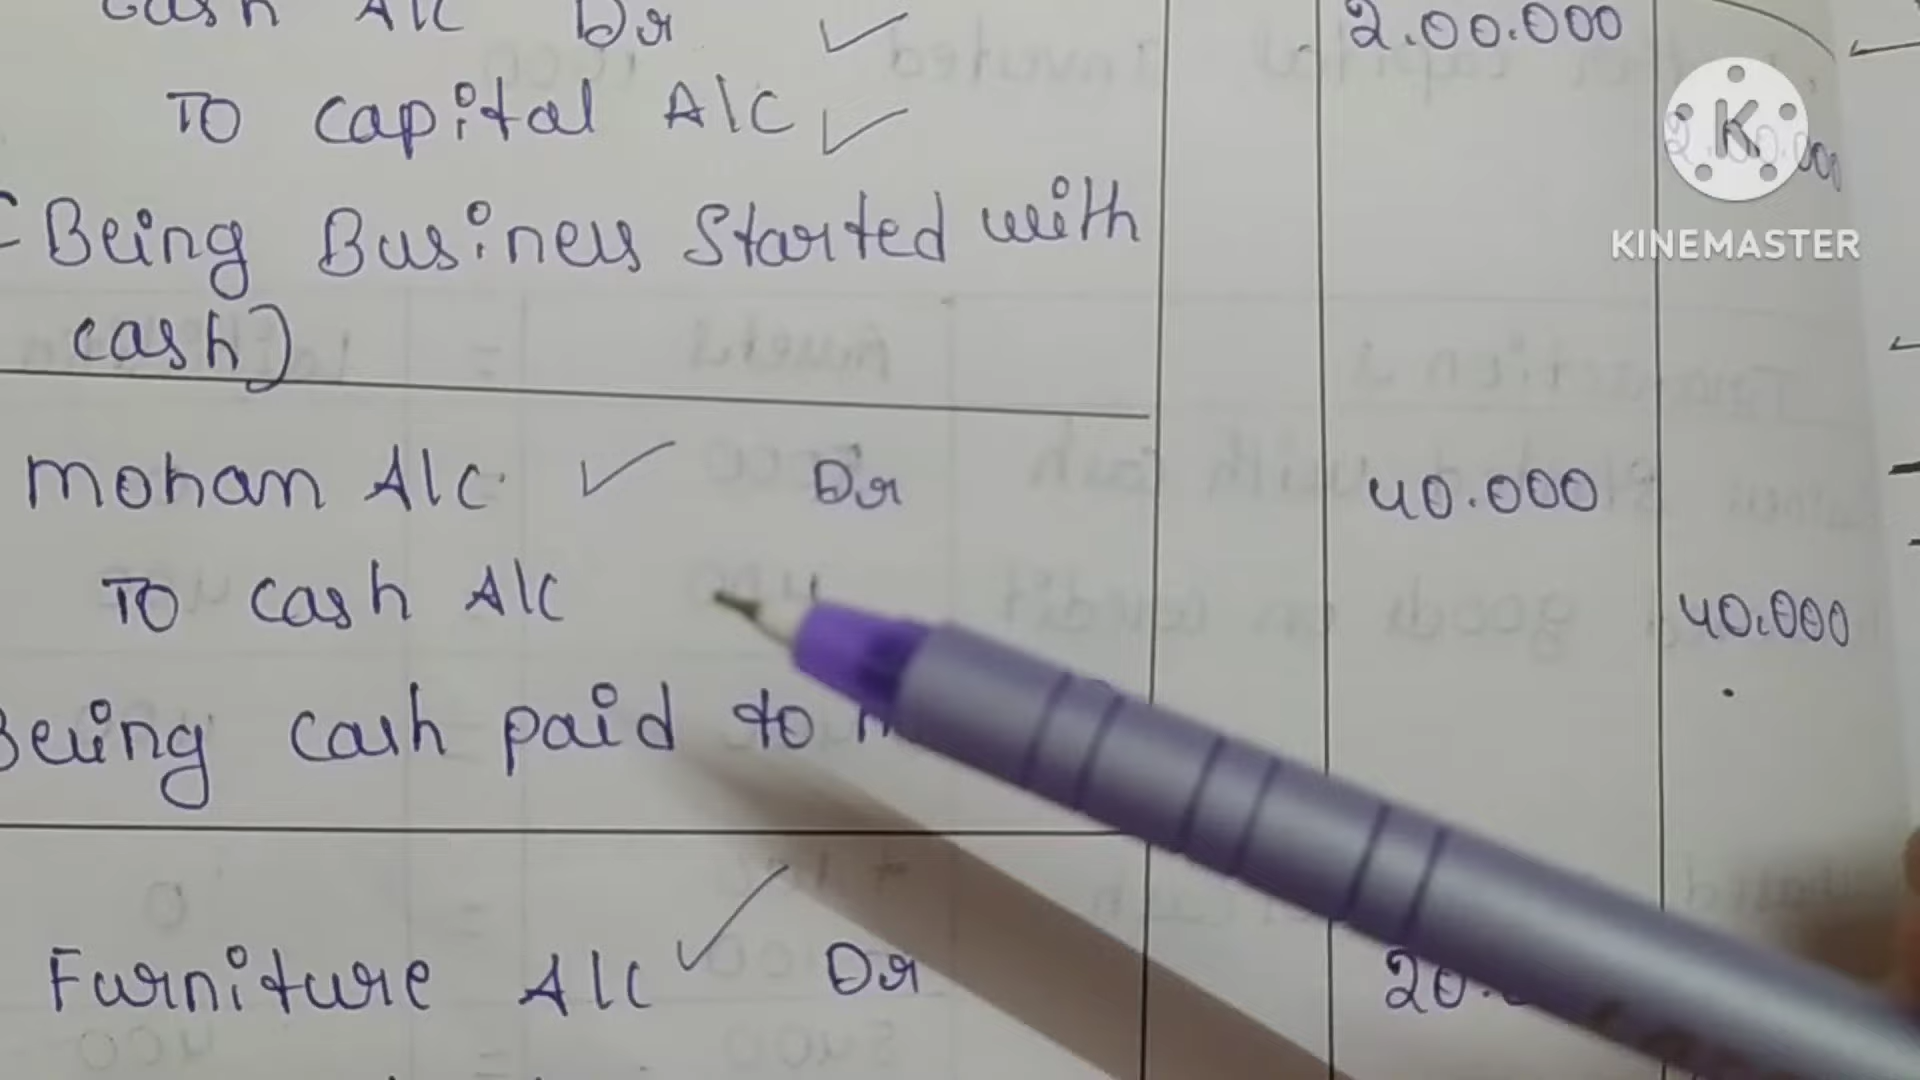 Cash A/C Dr 2.00.000
TO capital A/C
(Being Business Started with
cash)
mohan A/C Dr 40.000
TO cash A/C 40.000
Being cash paid to
Furniture A/C Dr
K
KINEMASTER